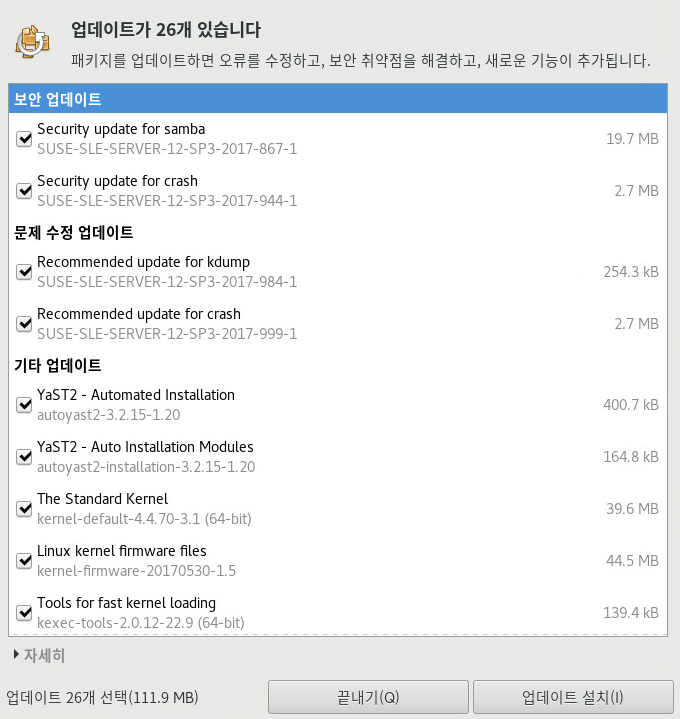 업데이트가 26개 있습니다
패키지를 업데이트하면 오류를 수정하고, 보안 취약점을 해결하고, 새로운 기능이 추가됩니다.
보안 업데이트
Security update for samba
SUSE-SLE-SERVER-12-SP3-2017-867-1
19.7 MB
Security update for crash
SUSE-SLE-SERVER-12-SP3-2017-944-1
2.7 MB
문제 수정 업데이트
Recommended update for kdump
SUSE-SLE-SERVER-12-SP3-2017-984-1
254.3 kB
Recommended update for crash
SUSE-SLE-SERVER-12-SP3-2017-999-1
2.7 MB
기타 업데이트
YaST2 - Automated Installation
autoyast2-3.2.15-1.20
400.7 kB
YaST2 - Auto Installation Modules
autoyast2-installation-3.2.15-1.20
164.8 kB
The Standard Kernel
kernel-default-4.4.70-3.1 (64-bit)
39.6 MB
Linux kernel firmware files
kernel-firmware-20170530-1.5
44.5 MB
Tools for fast kernel loading
kexec-tools-2.0.12-22.9 (64-bit)
139.4 kB
자세히
업데이트 26개 선택(111.9 MB)
끝내기(Q)
업데이트 설치(I)